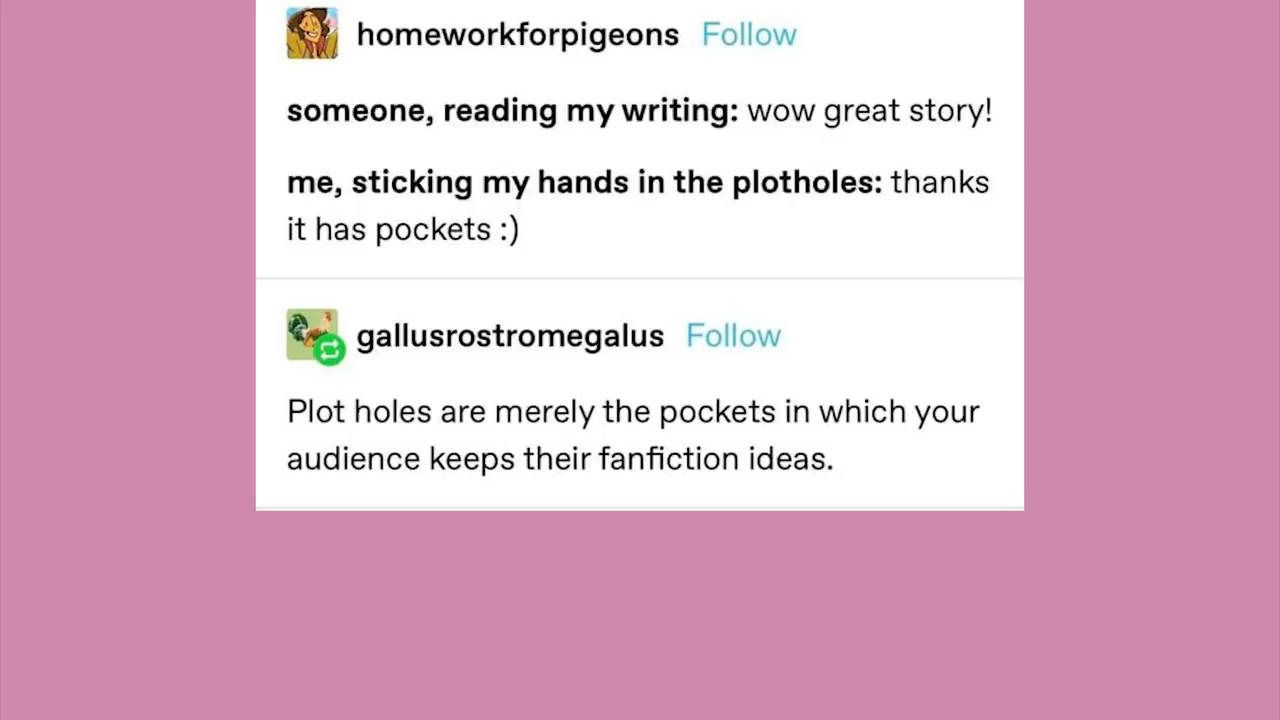 homeworkforpigeons Follow
someone, reading my writing: wow great story!
me, sticking my hands in the plotholes: thanks
it has pockets :)
gallusrostromegalus Follow
Plot holes are merely the pockets in which your
audience keeps their fanfiction ideas.